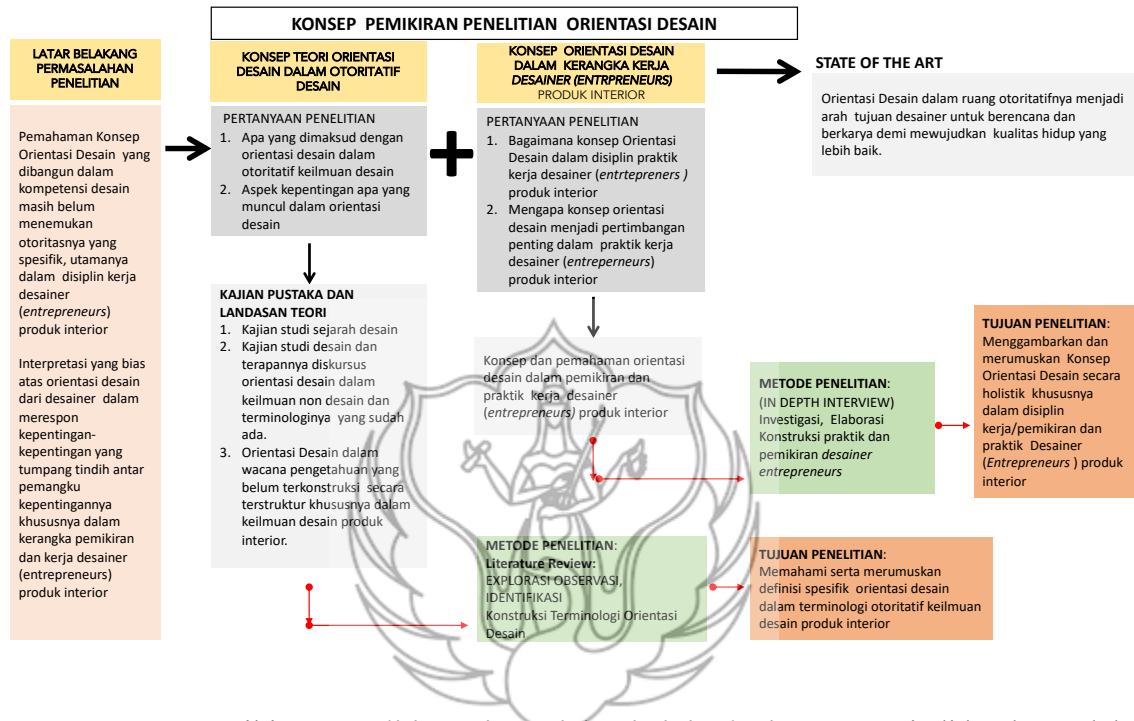 KONSEP PEMIKIRAN PENELITIAN ORIENTASI DESAIN
LATAR BELAKANG
PERMASALAHAN
PENELITIAN
Pemahaman Konsep
Orientasi Desain yang
dibangun dalam
kompetensi desain
masih belum
menemukan
otoritasnya yang
spesifik, utamanya
dalam disiplin kerja
desainer
(entrepreneurs)
produk interior
Interpretasi yang bias
atas orientasi desain
dari desainer dalam
merespon
kepentingan-
kepentingan yang
tumpang tindih antar
pemangku
kepentingannya
khususnya dalam
kerangka pemikiran
dan kerja desainer
(entrepreneurs)
produk interior
KONSEP TEORI ORIENTASI
DESAIN DALAM OTORITATIF
DESAIN
PERTANYAAN PENELITIAN
1. Apa yang dimaksud dengan
orientasi desain dalam
otoritatif keilmuan desain
2. Aspek kepentingan apa yang
muncul dalam orientasi
desain
KAJIAN PUSTAKA DAN
LANDASAN TEORI
1. Kajian studi sejarah desain
2. Kajian studi desain dan
terapannya diskursus
orientasi desain dalam
keilmuan non desain dan
terminologinya yang sudah
ada.
3. Orientasi Desain dalam
wacana pengetahuan yang
belum terkonstruksi secara
terstruktur khususnya dalam
keilmuan desain produk
interior.
KONSEP ORIENTASI DESAIN
DALAM KERANGKA KERJA
DESAINER (ENTRPRENEURS)
PRODUK INTERIOR
PERTANYAAN PENELITIAN
1. Bagaimana konsep Orientasi
Desain dalam disiplin praktik
kerja desainer (entrtepreners )
produk interior
2. Mengapa konsep orientasi
desain menjadi pertimbangan
penting dalam praktik kerja
desainer (entreperneurs)
produk interior
Konsep dan pemahaman orientasi
desain dalam pemikiran dan
praktik kerja desainer
(entrepreneurs) produk interior
METODE PENELITIAN:
Literature Review:
EXPLORASI OBSERVASI,
IDENTIFIKASI
Konstruksi Terminologi Orientasi
Desain
STATE OF THE ART
Orientasi Desain dalam ruang otoritatifnya menjadi
arah tujuan desainer untuk berencana dan
berkarya demi mewujudkan kualitas hidup yang
lebih baik.
METODE PENELITIAN:
(IN DEPTH INTERVIEW)
Investigasi, Elaborasi
Konstruksi praktik dan
pemikiran desainer
entrepreneurs
TUJUAN PENELITIAN:
Menggambarkan dan
merumuskan Konsep
Orientasi Desain secara
holistik khususnya
dalam disiplin
kerja/pemikiran dan
praktik Desainer
(Entrepreneurs ) produk
interior
TUJUAN PENELITIAN:
Memahami serta merumuskan
definisi spesifik orientasi desain
dalam terminologi otoritatif keilmuan
desain produk interior